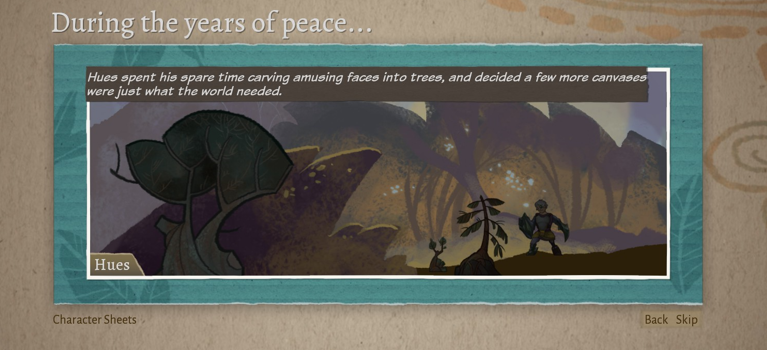 During the years of peace...
Hues spent his spare time carving amusing faces into trees, and decided a few more canvases
were just what the world needed.
Hues
Character Sheets
Back Skip